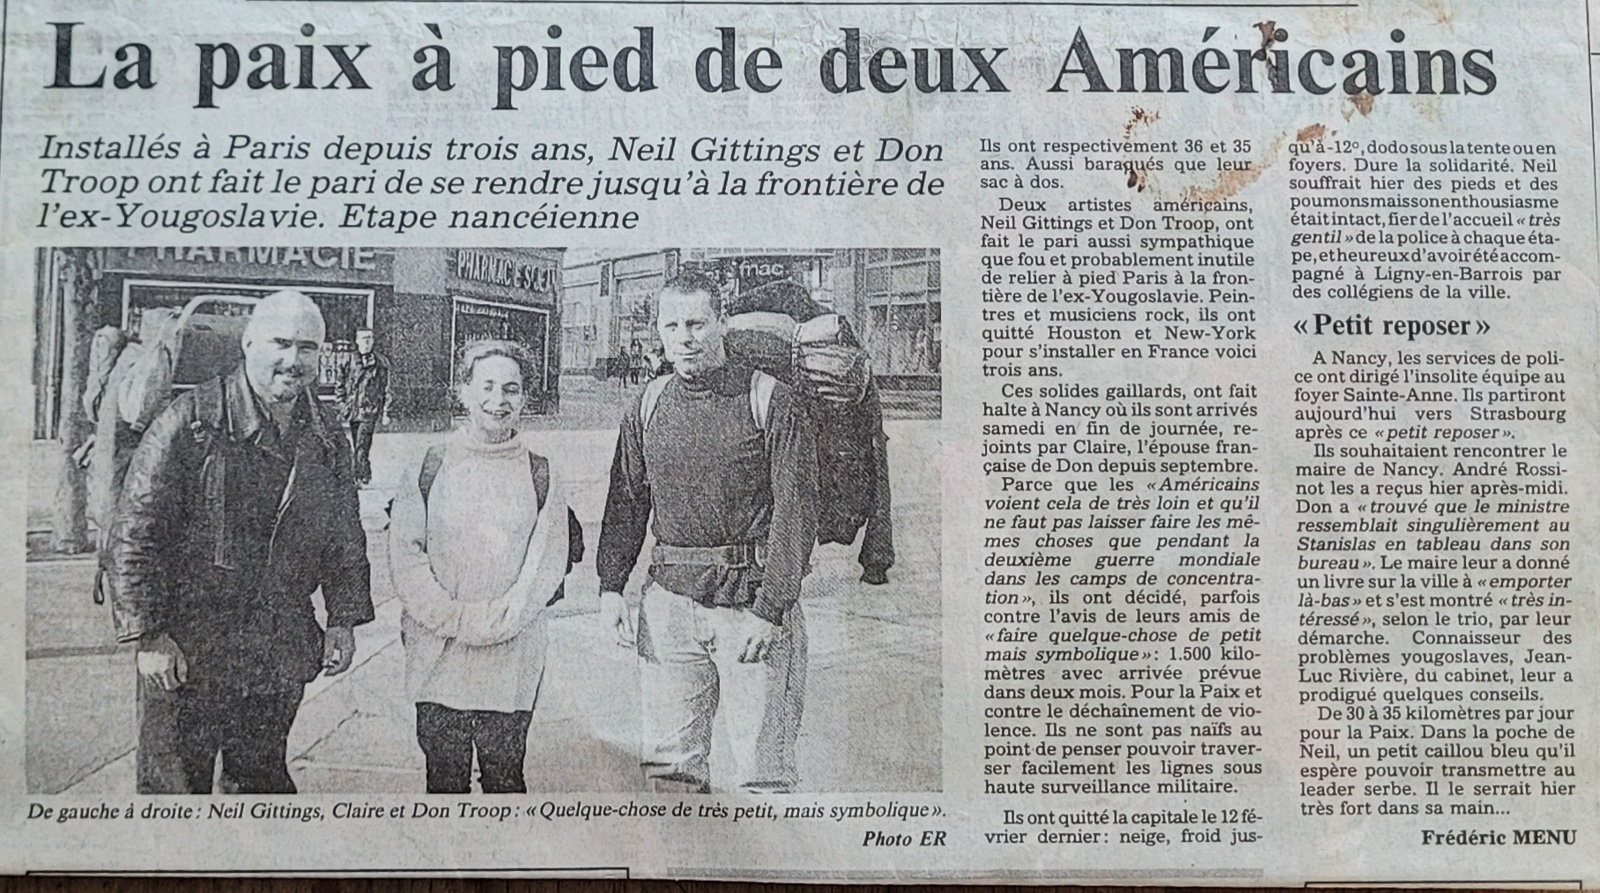 La paix à pied de deux Américains
Installés à Paris depuis trois ans, Neil Gittings et Don
Troop ont fait le pari de se rendre jusqu'à la frontière de
l'ex-Yougoslavie. Etape nancéienne
PHARMACIE
PHARMACIE
fnac
De gauche à droite : Neil Gittings, Claire et Don Troop : « Quelque-chose de très petit, mais symbolique ».
Photo ER
Ils ont respectivement 36 et 35
ans. Aussi baraqués que leur
sac à dos.
Deux artistes américains,
Neil Gittings et Don Troop, ont
fait le pari aussi sympathique
que fou et probablement inutile
de relier à pied Paris à la fron-
tière de l'ex-Yougoslavie. Pein-
tres et musiciens rock, ils ont
quitté Houston et New-York
pour s'installer en France voici
trois ans.
Ces solides gaillards, ont fait
halte à Nancy où ils sont arrivés
samedi en fin de journée, re-
joints par Claire, l'épouse fran-
çaise de Don depuis septembre.
Parce que les « Américains
voient cela de très loin et qu'il
ne faut pas laisser faire les mê-
mes choses que pendant la
deuxième guerre mondiale
dans les camps de concentra-
tion », ils ont décidé, parfois
contre l'avis de leurs amis de
« faire quelque-chose de petit
mais symbolique » : 1.500 kilo-
mètres avec arrivée prévue
dans deux mois. Pour la Paix et
contre le déchaînement de vio-
lence. Ils ne sont pas naïfs au
point de penser pouvoir traver-
ser facilement les lignes sous
haute surveillance militaire.
Ils ont quitté la capitale le 12 fé-
vrier dernier : neige, froid jus-
qu'à -12°, dodo sous la tente ou en
foyers. Dure la solidarité. Neil
souffrait hier des pieds et des
poumons mais son enthousiasme
était intact, fier de l'accueil « très
gentil » de la police à chaque éta-
pe, et heureux d'avoir été accom-
pagné à Ligny-en-Barrois par
des collégiens de la ville.
« Petit reposer »
A Nancy, les services de poli-
ce ont dirigé l'insolite équipe au
foyer Sainte-Anne. Ils partiront
aujourd'hui vers Strasbourg
après ce « petit reposer ».
Ils souhaitaient rencontrer le
maire de Nancy. André Rossi-
not les a reçus hier après-midi.
Don a « trouvé que le ministre
ressemblait singulièrement au
Stanislas en tableau dans son
bureau ». Le maire leur a donné
un livre sur la ville à « emporter
là-bas » et s'est montré « très in-
téressé », selon le trio, par leur
démarche. Connaisseur des
problèmes yougoslaves, Jean-
Luc Rivière, du cabinet, leur a
prodigué quelques conseils.
De 30 à 35 kilomètres par jour
pour la Paix. Dans la poche de
Neil, un petit caillou bleu qu'il
espère pouvoir transmettre au
leader serbe. Il le serrait hier
très fort dans sa main...
Frédéric MENU